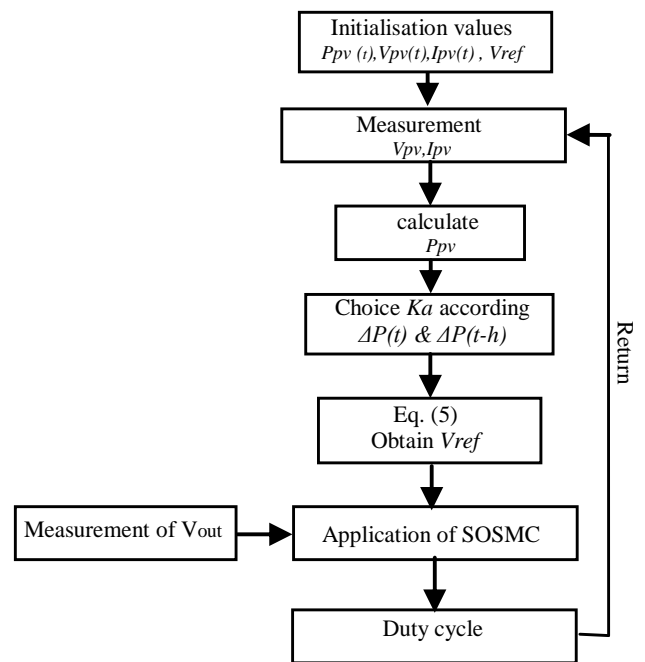 Initialisation values
Ppv (t),Vpv(t),Ipv(t) , Vref
Measurement
Vpv,Ipv
calculate
Ppv
Choice Ka according
ΔP(t) & ΔP(t-h)
Return
Eq. (5)
Obtain Vref
Measurement of Vout
Application of SOSMC
Duty cycle